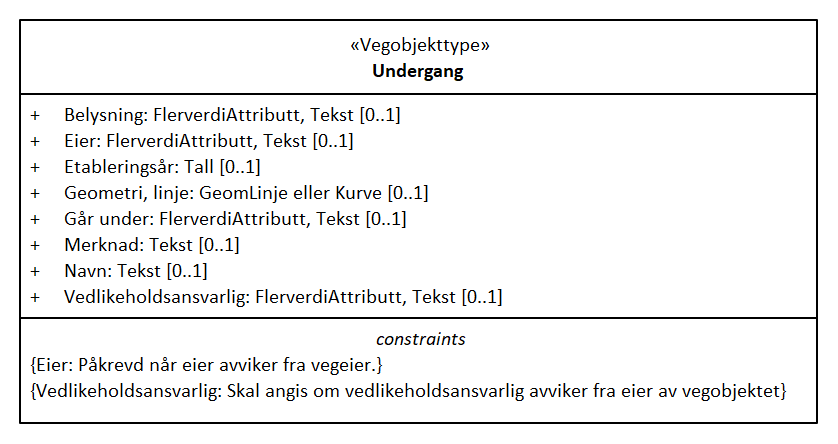 «Vegobjekttype»
Undergang
+ Belysning: FlerverdiAttributt, Tekst [0..1]
+ Eier: FlerverdiAttributt, Tekst [0..1]
+ Etableringsår: Tall [0..1]
+ Geometri, linje: GeomLinje eller Kurve [0..1]
+ Går under: FlerverdiAttributt, Tekst [0..1]
+ Merknad: Tekst [0..1]
+ Navn: Tekst [0..1]
+ Vedlikeholdsansvarlig: FlerverdiAttributt, Tekst [0..1]
constraints
{Eier: Påkrevd når eier avviker fra vegeier.}
{Vedlikeholdsansvarlig: Skal angis om vedlikeholdsansvarlig avviker fra eier av vegobjektet}